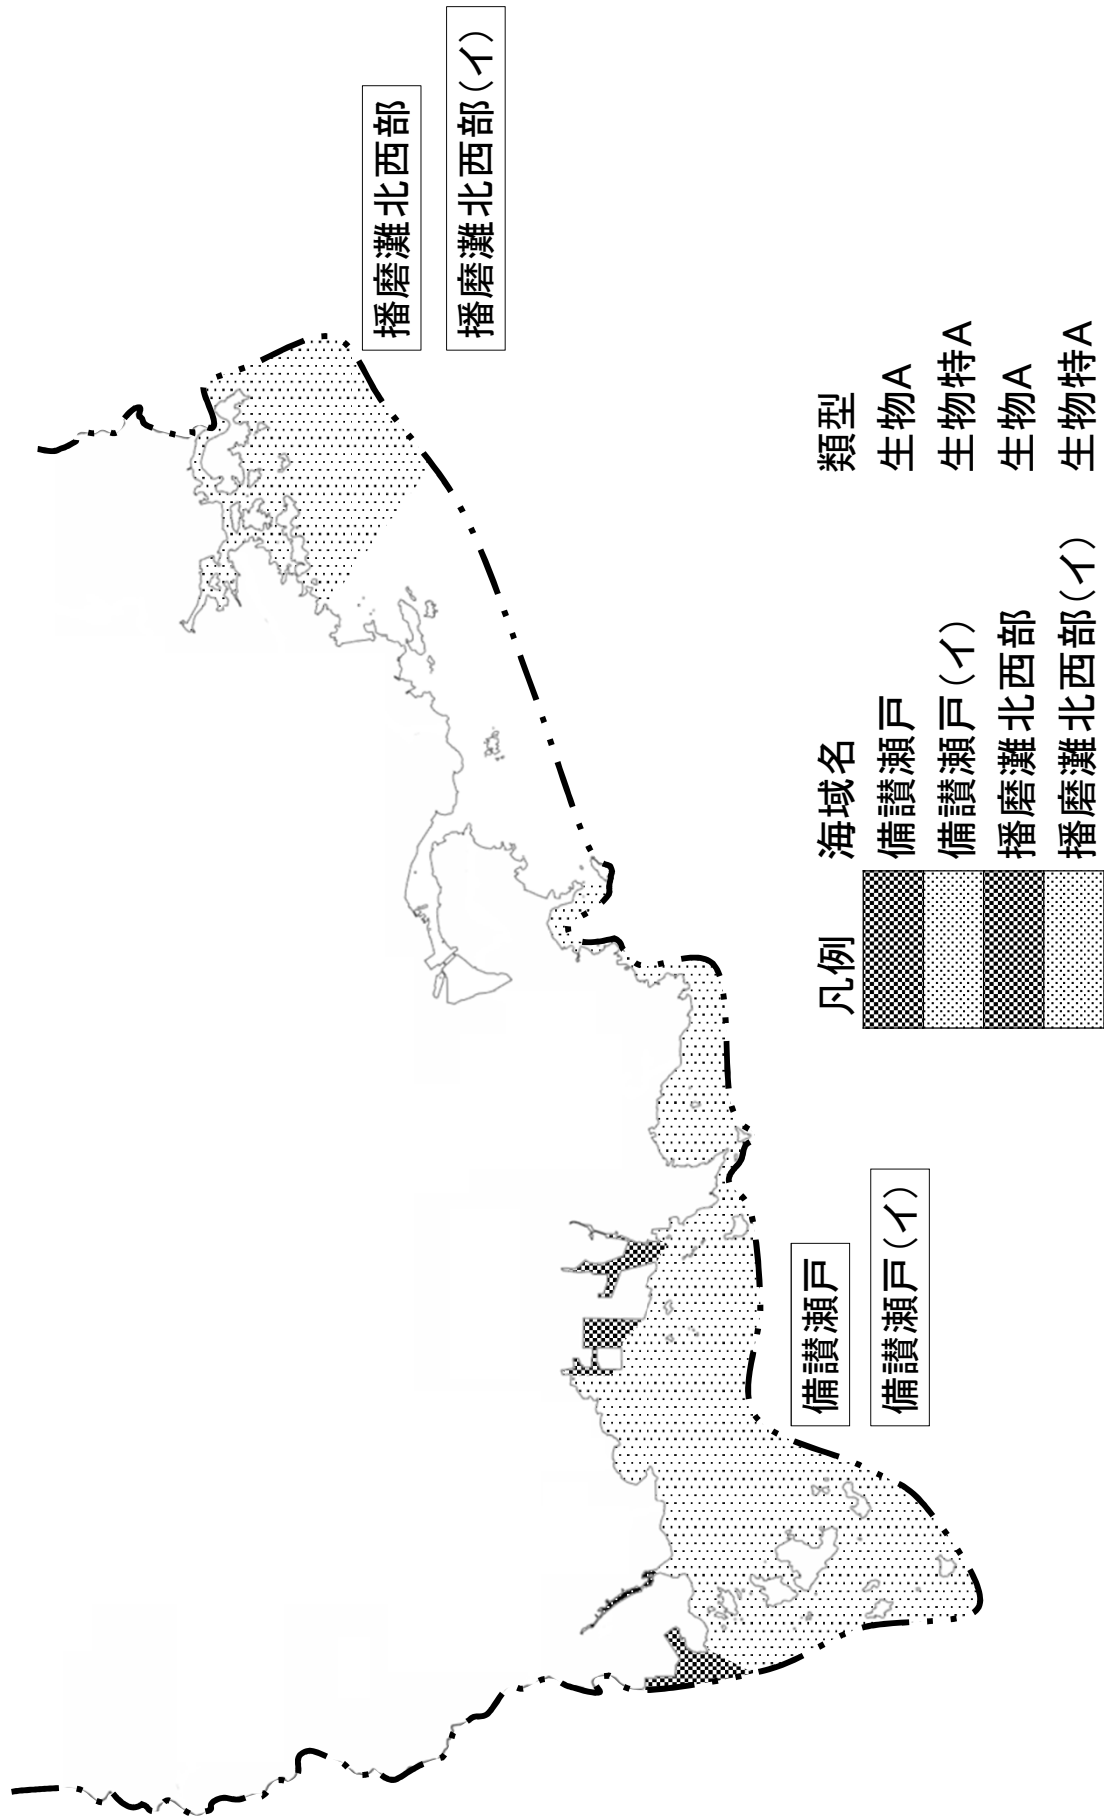 播磨灘北西部
播磨灘北西部(イ)
備讃瀬戸
備讃瀬戸(イ)
凡例 海域名 類型
備讃瀬戸 生物A
備讃瀬戸(イ) 生物特A
播磨灘北西部 生物A
播磨灘北西部(イ) 生物特A